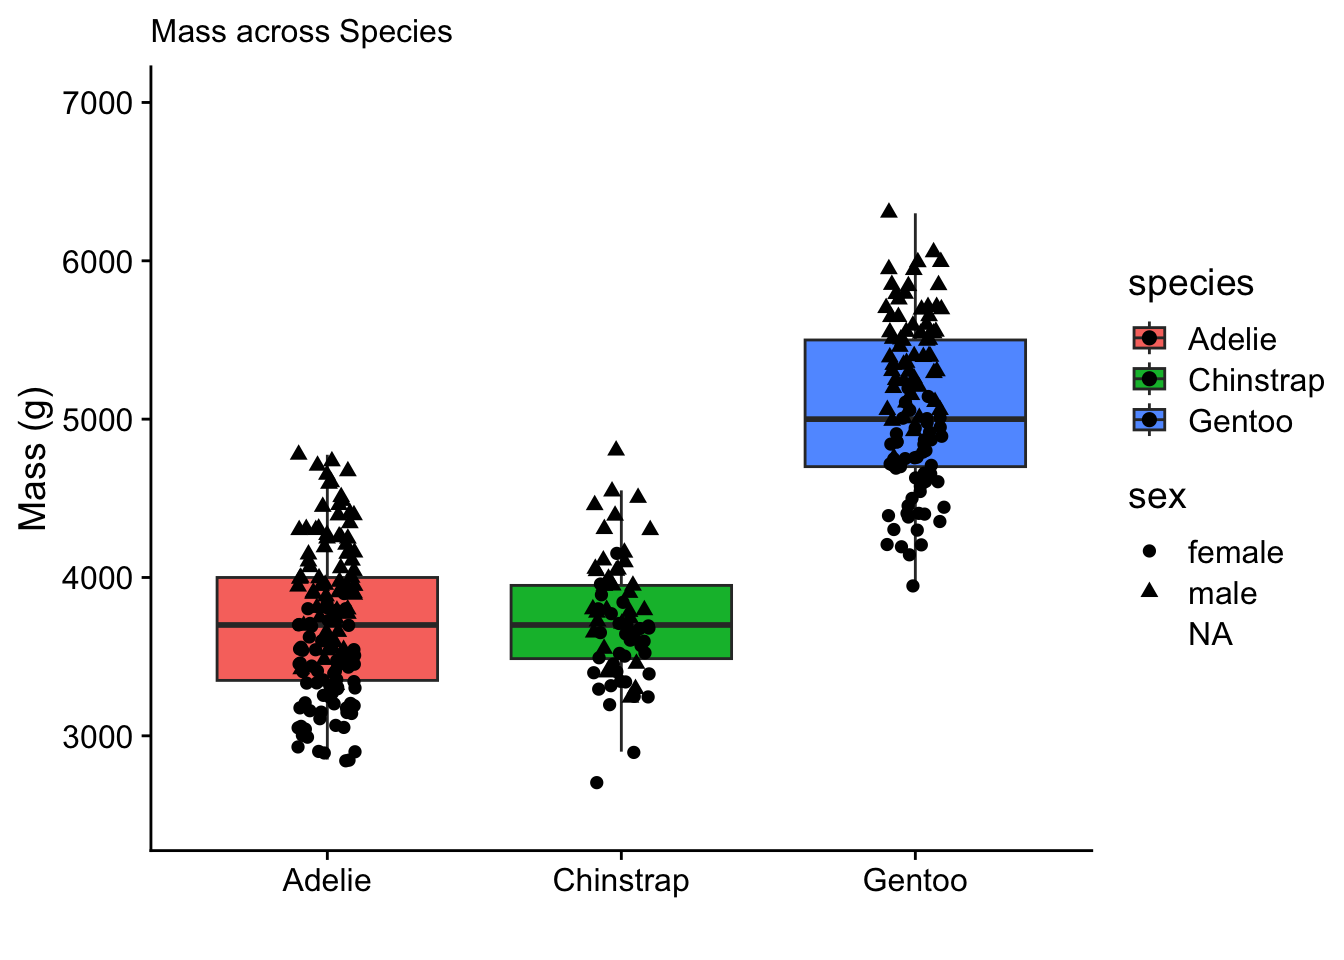 Mass across Species
7000
6000
5000
4000
3000
Mass (g)
Adelie
Chinstrap
Gentoo
species
Adelie
Chinstrap
Gentoo
sex
female
male
NA